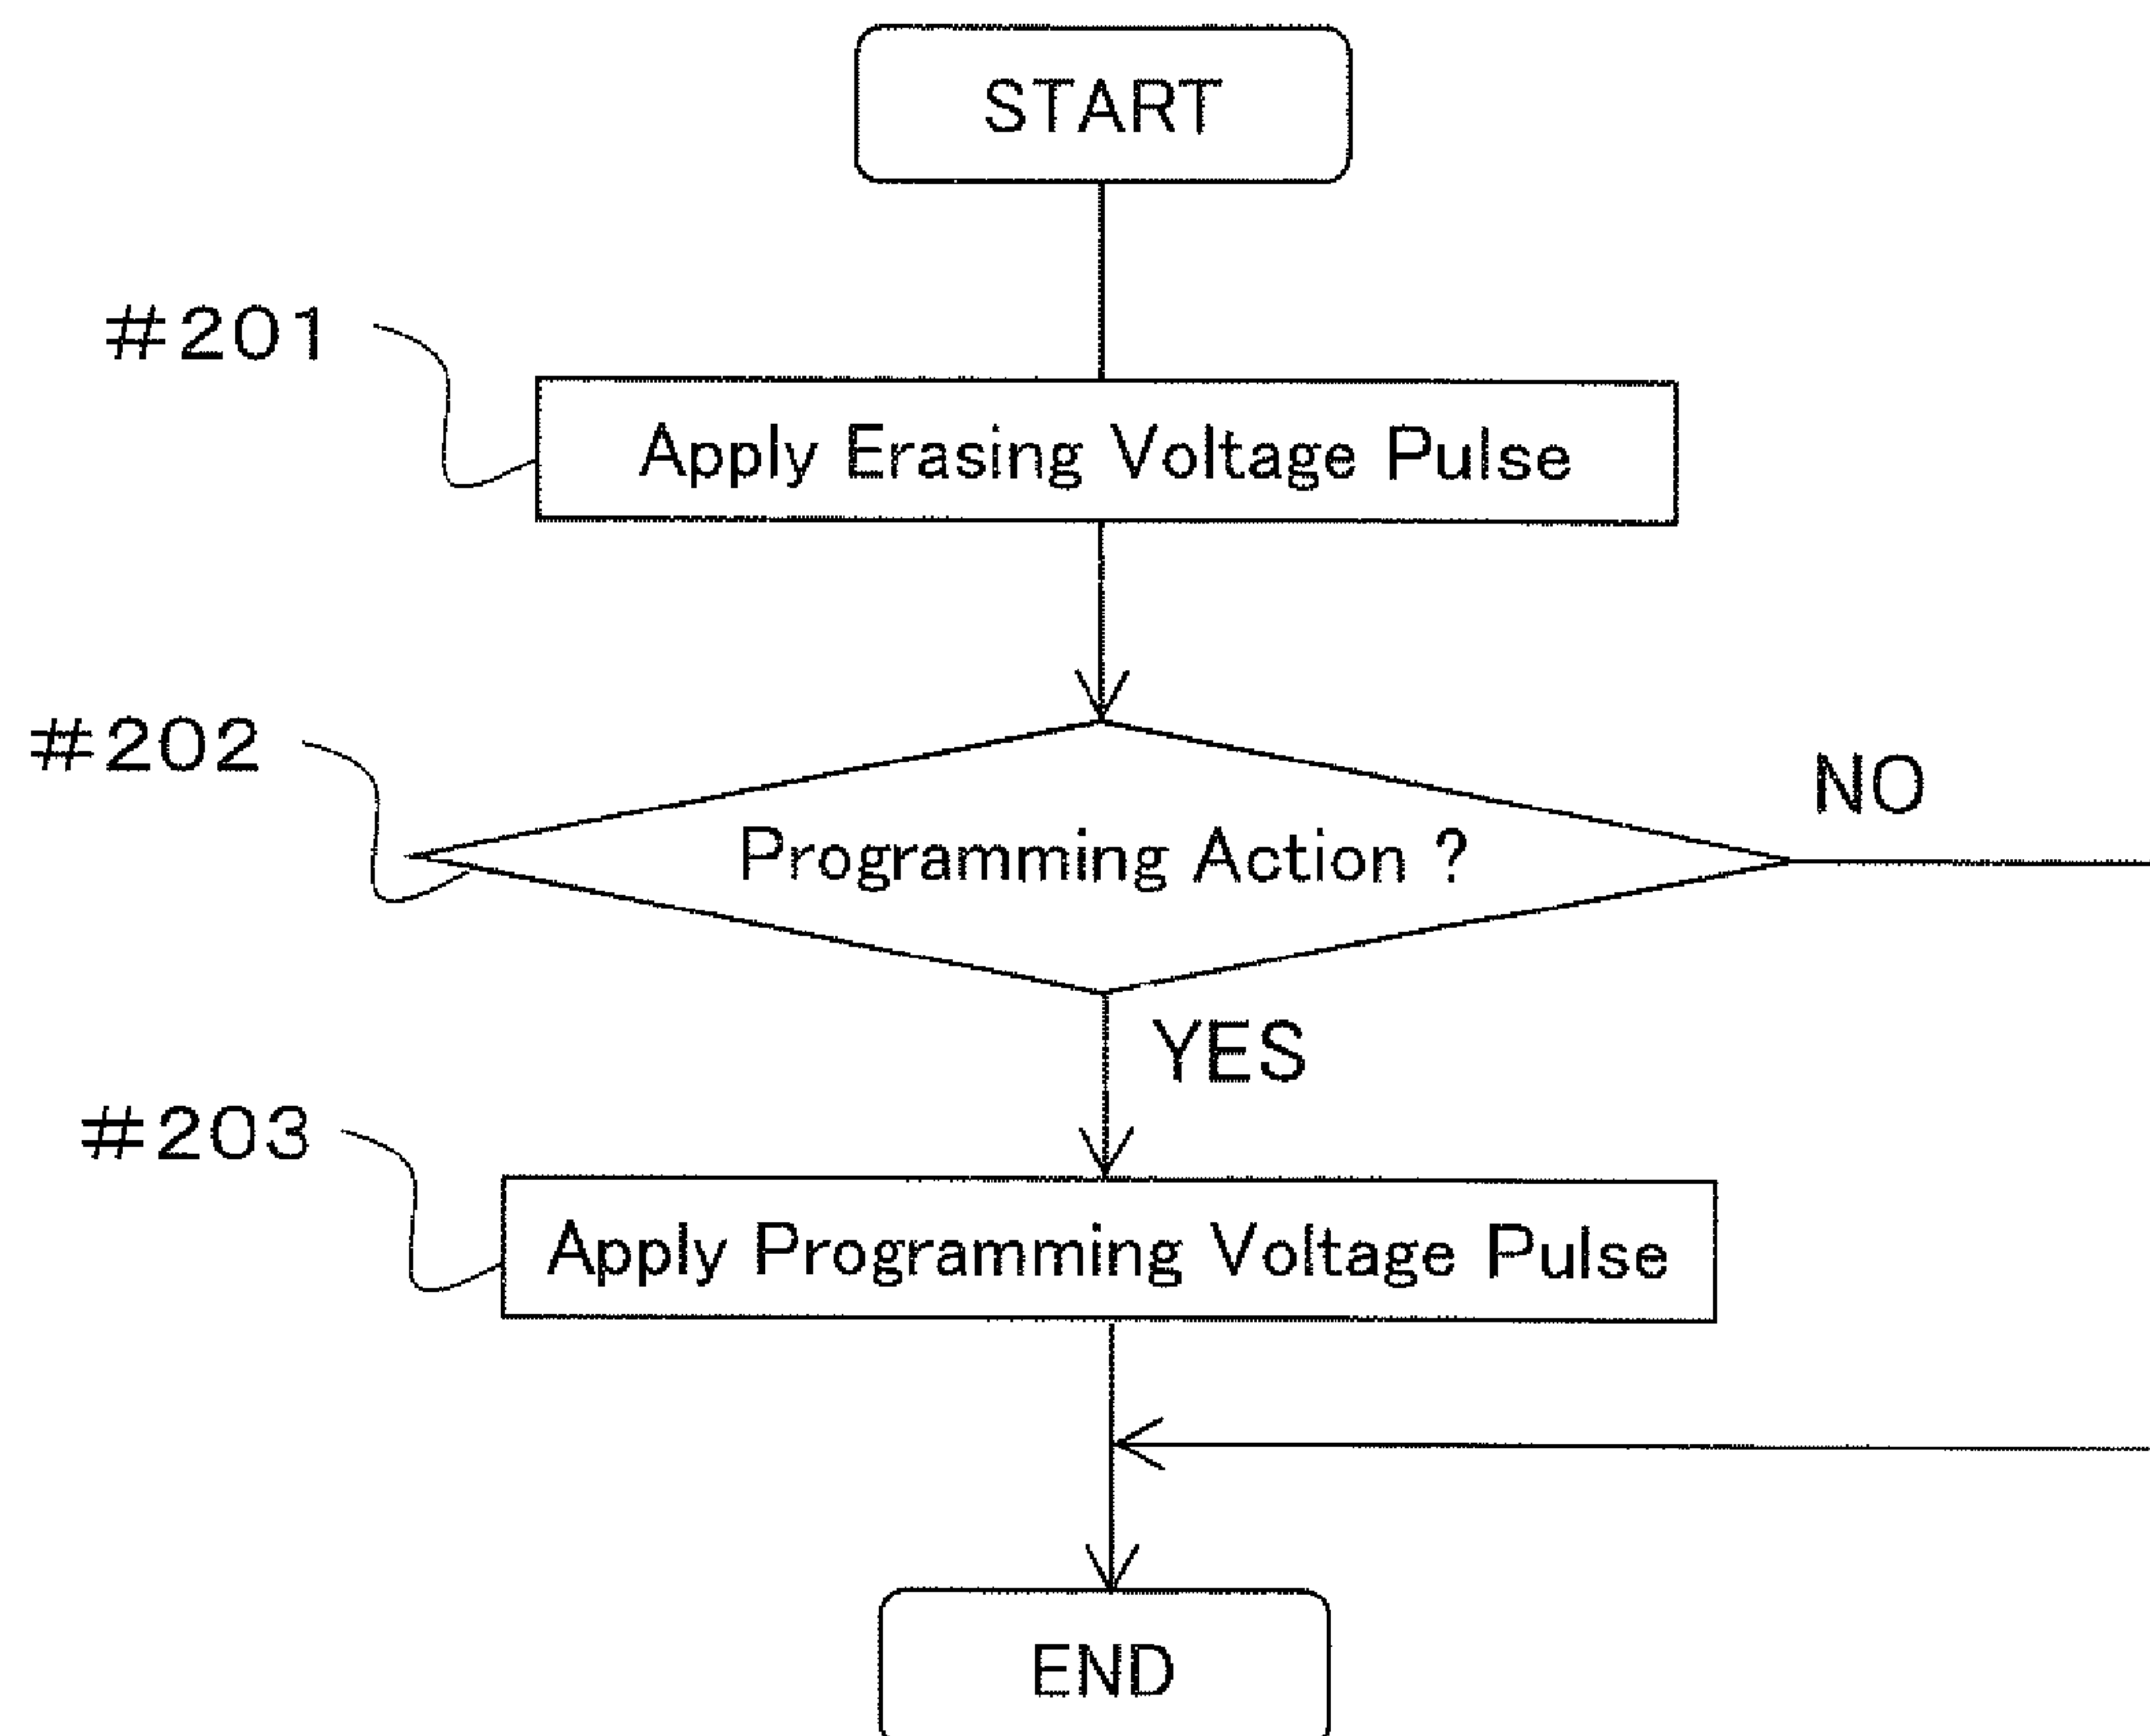 START
#201
Apply Erasing Voltage Pulse
#202
Programming Action ?
NO
YES
#203
Apply Programming Voltage Pulse
END